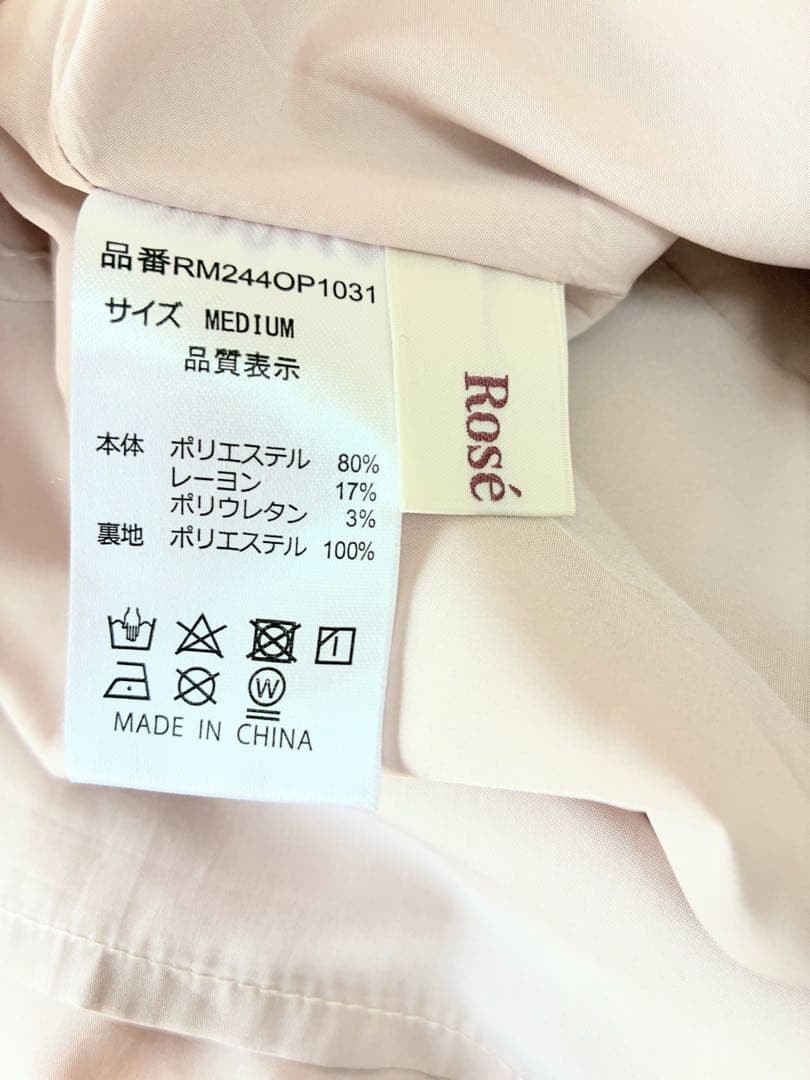 品番RM244OP1031
サイズ MEDIUM
品質表示
本体 ポリエステル 80%
レーヨン 17%
ポリウレタン 3%
裏地 ポリエステル 100%
W
MADE IN CHINA
Rosé